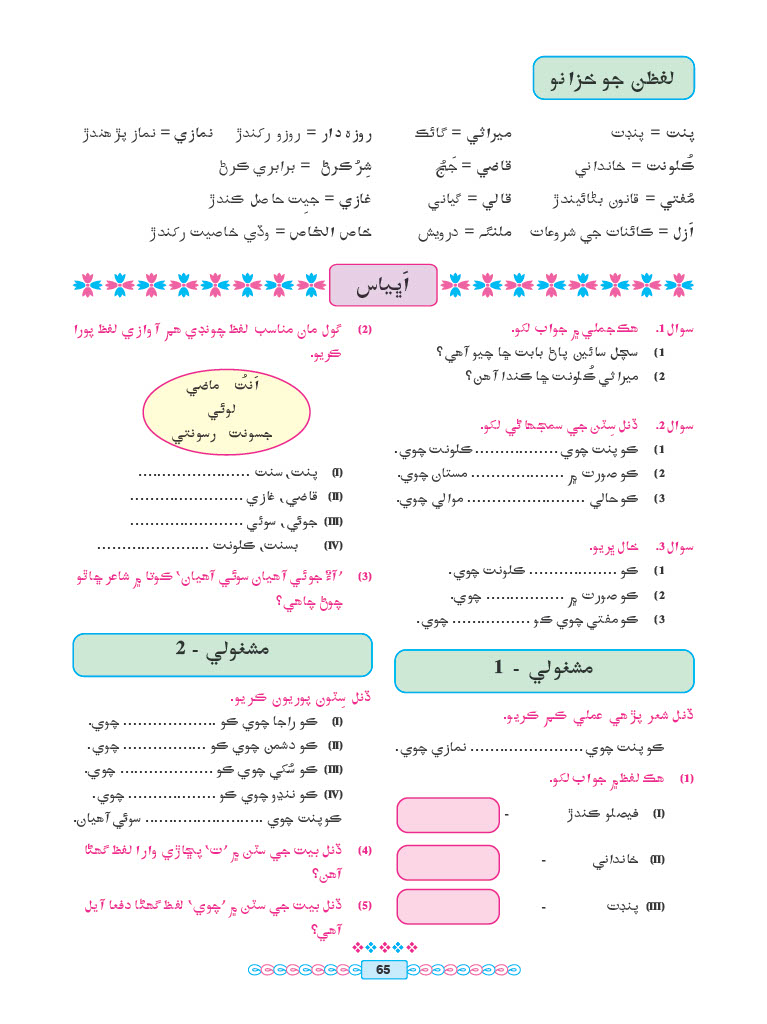 لفظن جو خزانو
پنت = پنڊت
ميراثي = گائڪ
روزه دار = روزو رکندڙ
نمازي = نماز پڙهندڙ
ڪُلونت = خانداني
قاضي = جَجُ
شِرُ ڪرڻ = برابري ڪرڻ
مُفتي = قانون بڻائيندڙ
قالي = گياني
غازي = جيِت حاصل ڪندڙ
اَزل = ڪائنات جي شروعات
ملنگہ = درويش
خاص الخاص = وڏي خاصيت رکندڙ
اَڀياس
سوال 1. هڪ جملي ۾ جواب لکو.
1) سچل سائين پاڻ بابت ڇا چيو آهي؟
2) ميراثي ڪُلونت ڇا ڪندا آهن؟
سوال 2. ڏنل سِٽن جي سمجهاڻي لکو.
1) ڪو پنت چوي ................. ڪلونت چوي.
2) ڪو صورت ۾ ................... مستان چوي.
3) ڪو حالي ........................ موالي چوي.
سوال 3. خال ڀريو.
1) ڪو .................. ڪلونت چوي.
2) ڪو صورت ۾ ................ چوي.
3) ڪو مفتي چوي ڪو ................ چوي.
مشغولي - 1
ڏنل شعر پڙهي عملي ڪم ڪريو.
ڪو پنت چوي ....................... نمازي چوي.
(1) هڪ لفظ ۾ جواب لکو.
(I) فيصلو ڪندڙ -
(II) خانداني -
(III) پنڊت -
(2) گول مان مناسب لفظ چونڊي هم آوازي لفظ پورا
ڪريو.
اَنتُ ماضي
لوئي
جسونت رسونتي
(I) پنت، سنت .......................
(II) قاضي، غازي .......................
(III) جوئي، سوئي .......................
(IV) بسنت، ڪلونت .......................
(3) ’آءٌ جوئي آهيان سوئي آهيان‘ ڪوتا ۾ شاعر ڇا ٿو
چوڻ چاهي؟
مشغولي - 2
ڏنل سِٽون پوريون ڪريو.
(I) ڪو راجا چوي ڪو ................... چوي.
(II) ڪو دشمن چوي ڪو ................. چوي.
(III) ڪو سُکي چوي ڪو ................... چوي.
(IV) ڪو ننڍو چوي ڪو .................. چوي.
ڪو پنت چوي ........................ سوئي آهيان.
(4) ڏنل بيت جي سٽن ۾ ’ت‘ پڇاڙي وارا لفظ گهڻا
آهن؟
(5) ڏنل بيت جي سٽن ۾ ’چوي‘ لفظ گهڻا دفعا آيل
آهي؟
65